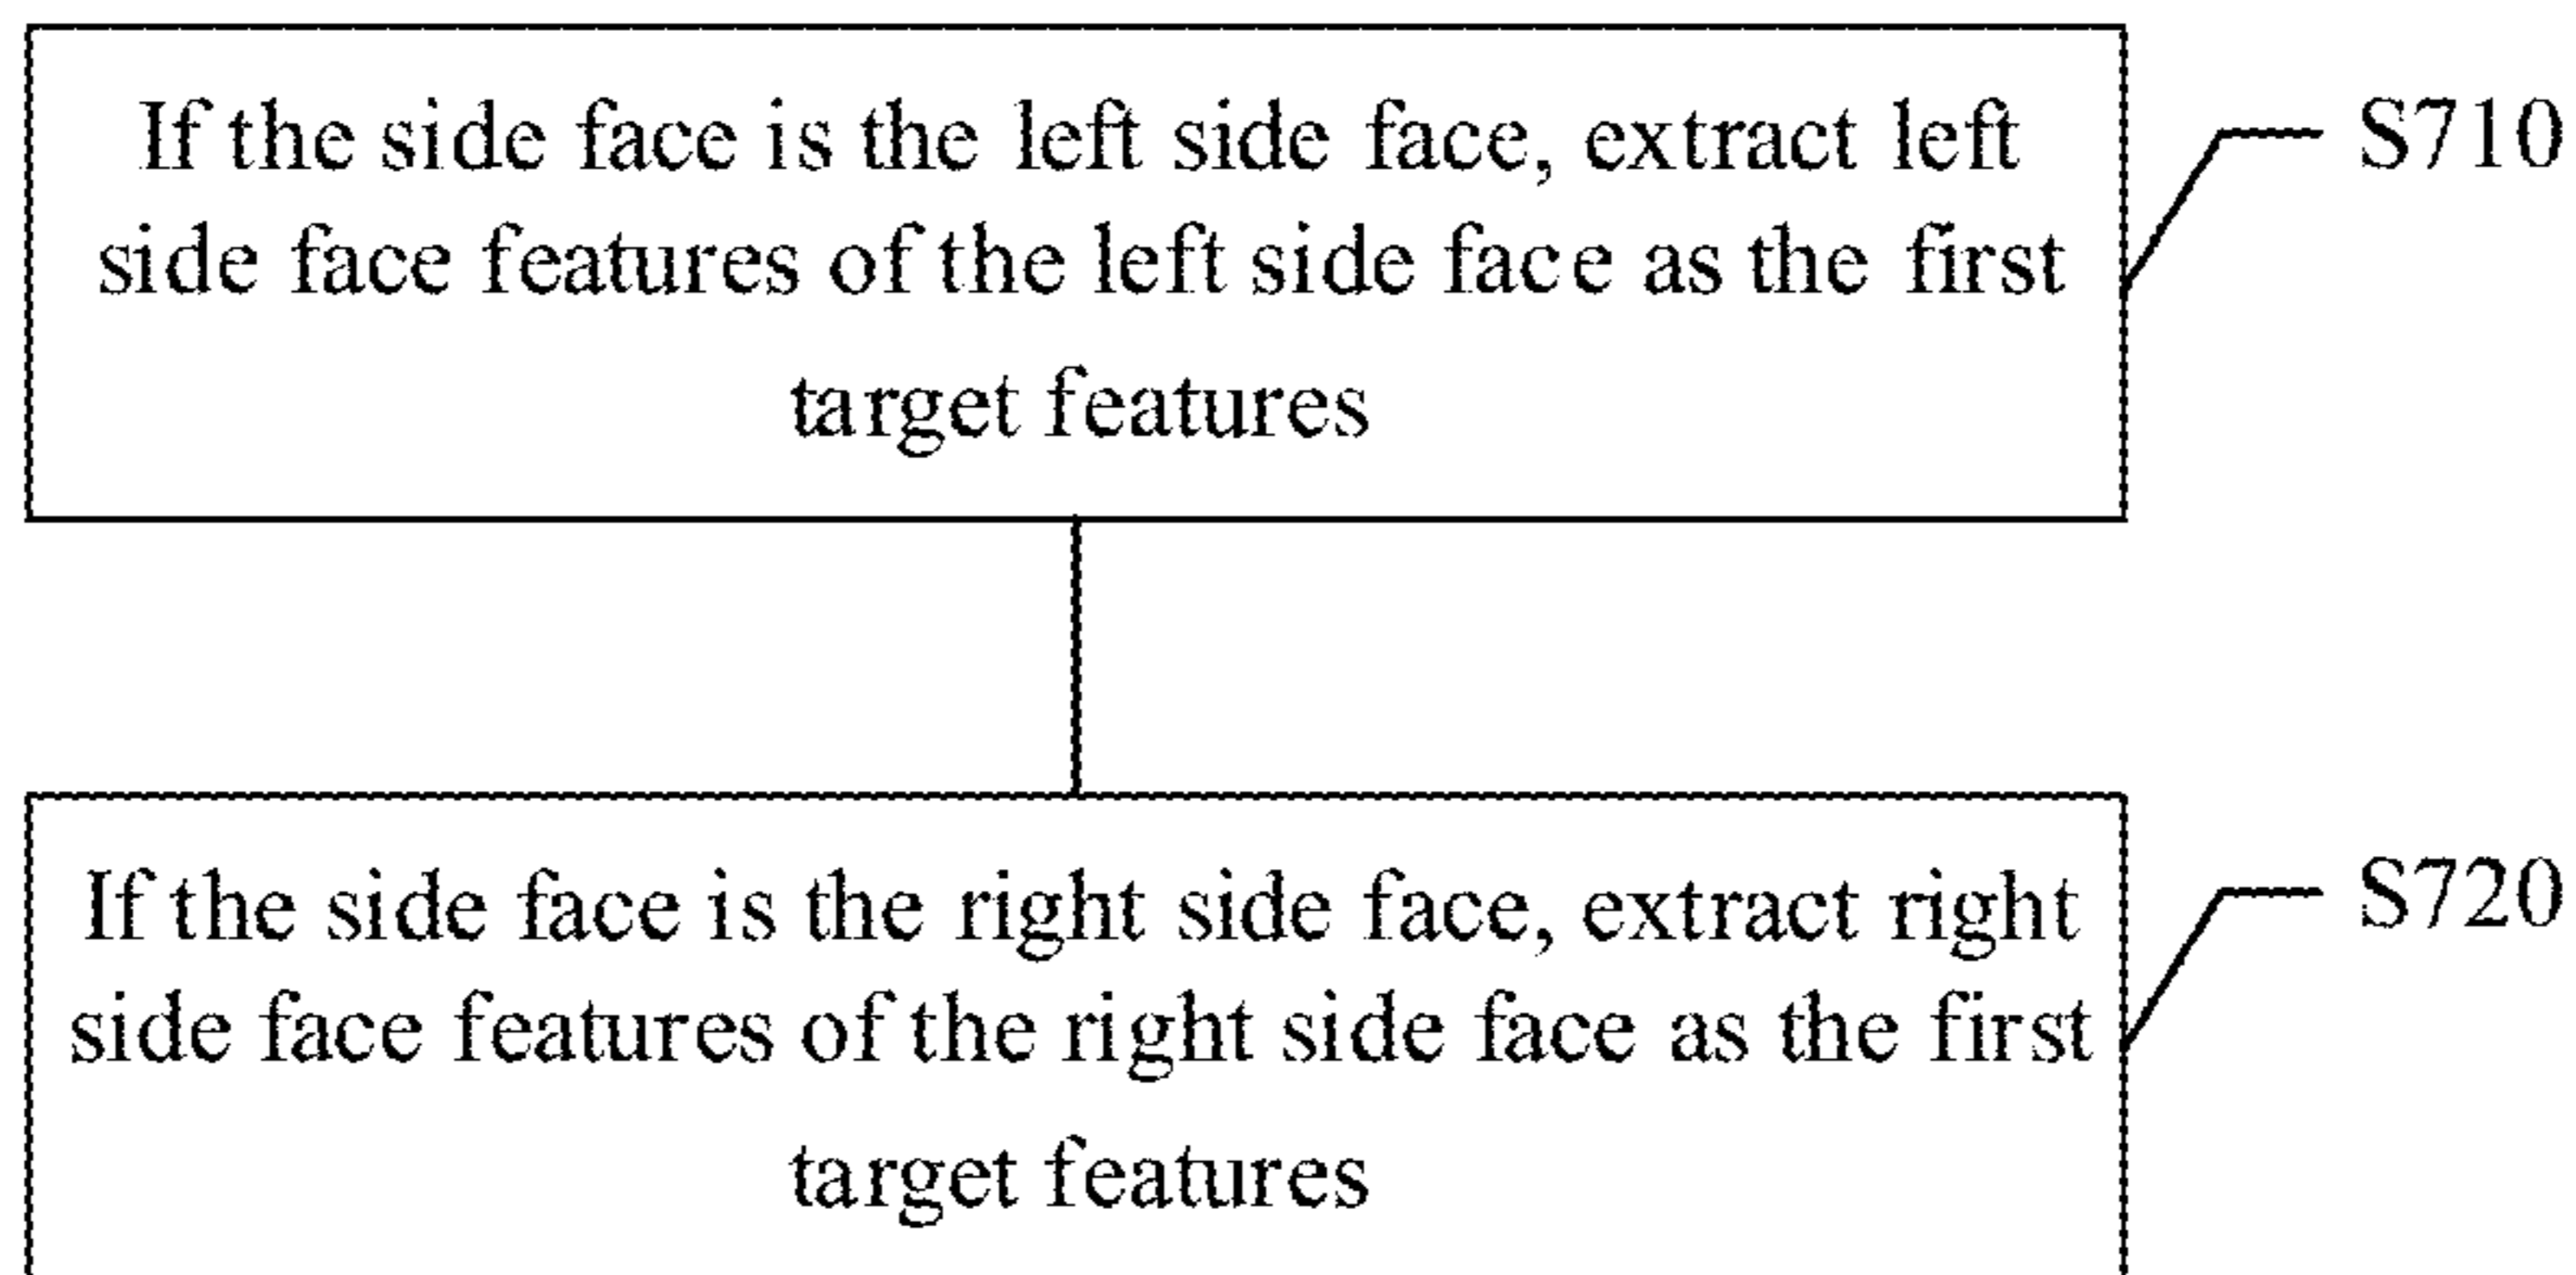 If the side face is the left side face, extract left
side face features of the left side face as the first
target features
S710
If the side face is the right side face, extract right
side face features of the right side face as the first
target features
S720